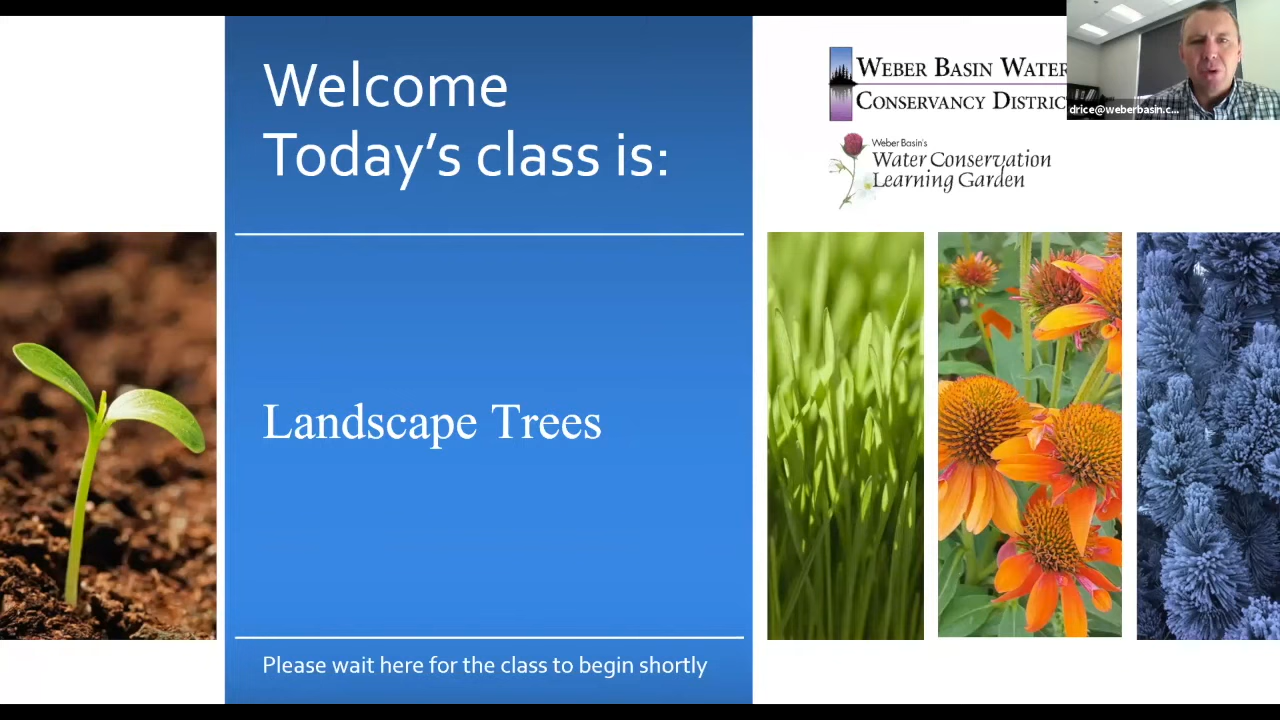 Welcome
Today's class is:
Landscape Trees
Please wait here for the class to begin shortly
WEBER BASIN WATER
CONSERVANCY DISTRIC
Weber Basin's
Water Conservation
Learning Garden
drice@weberbasin.c...